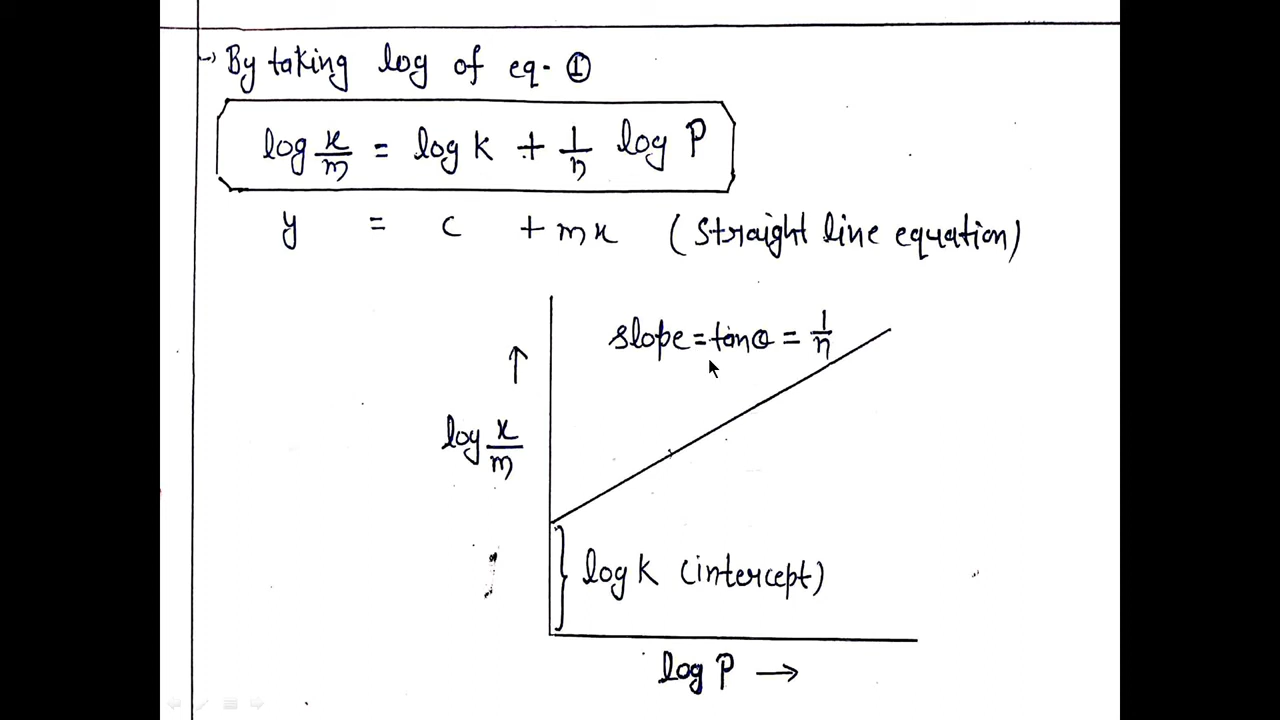 → By taking log of eq. ①
log x/m = log k + 1/n log P
y = c + mx (straight line equation)
slope = tanθ = 1/n
↑
log x/m
log k (intercept)
log P →